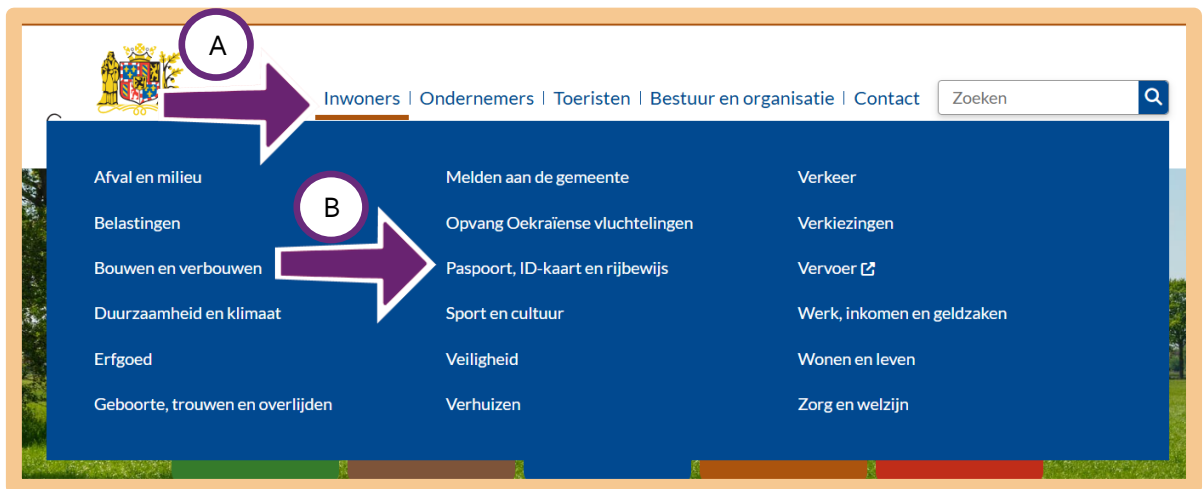 A
Inwoners | Ondernemers | Toeristen | Bestuur en organisatie | Contact
Zoeken
Afval en milieu
Belastingen
Bouwen en verbouwen
Duurzaamheid en klimaat
Erfgoed
Geboorte, trouwen en overlijden
B
Melden aan de gemeente
Opvang Oekraïense vluchtelingen
Paspoort, ID-kaart en rijbewijs
Sport en cultuur
Veiligheid
Verhuizen
Verkeer
Verkiezingen
Vervoer
Werk, inkomen en geldzaken
Wonen en leven
Zorg en welzijn